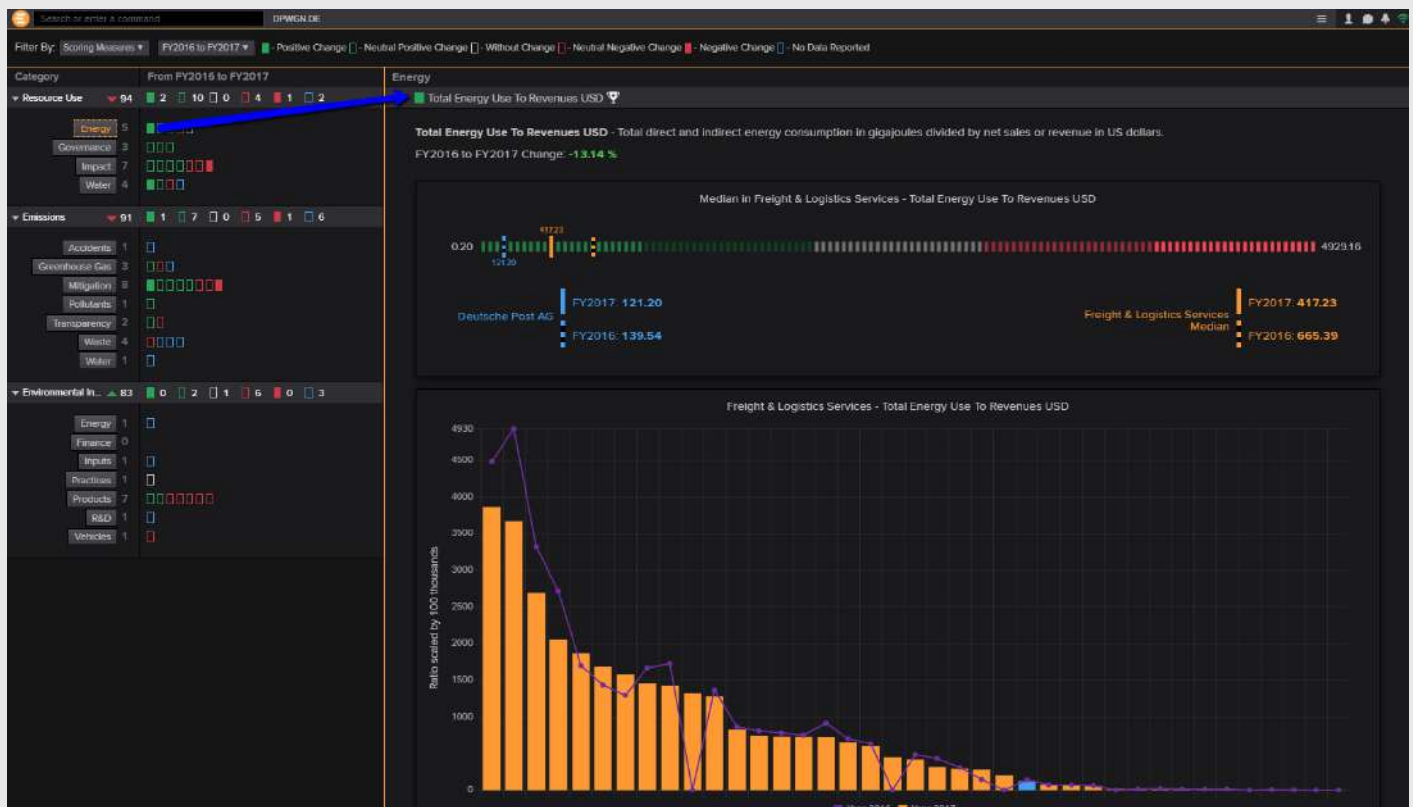 Search or enter a command DPWGN.DE
Filter By: Scoring Measures FY2016 to FY2017 - Positive Change - Neutral Positive Change - Without Change - Neutral Negative Change - Negative Change - No Data Reported
Category From FY2016 to FY2017
Resource Use 94 2 10 0 4 1 2
Energy 5
Governance 3
Impact 7
Water 4
Emissions 91 1 7 0 5 1 6
Accidents 1
Greenhouse Gas 3
Mitigation 8
Pollutants 1
Transparency 2
Waste 4
Water 1
Environmental In... 83 0 2 1 6 0 3
Energy 1
Finance 0
Inputs 1
Practices 1
Products 7
R&D 1
Vehicles 1
Energy
Total Energy Use To Revenues USD
Total Energy Use To Revenues USD - Total direct and indirect energy consumption in gigajoules divided by net sales or revenue in US dollars.
FY2016 to FY2017 Change: -13.14 %
Median in Freight & Logistics Services - Total Energy Use To Revenues USD
417.23
0.20 4929.16
121.20
Deutsche Post AG
FY2017: 121.20
FY2016: 139.54
Freight & Logistics Services
Median
FY2017: 417.23
FY2016: 665.39
Freight & Logistics Services - Total Energy Use To Revenues USD
Ratio scaled by 100 thousands
4930
4500
4000
3500
3000
2500
2000
1500
1000
0